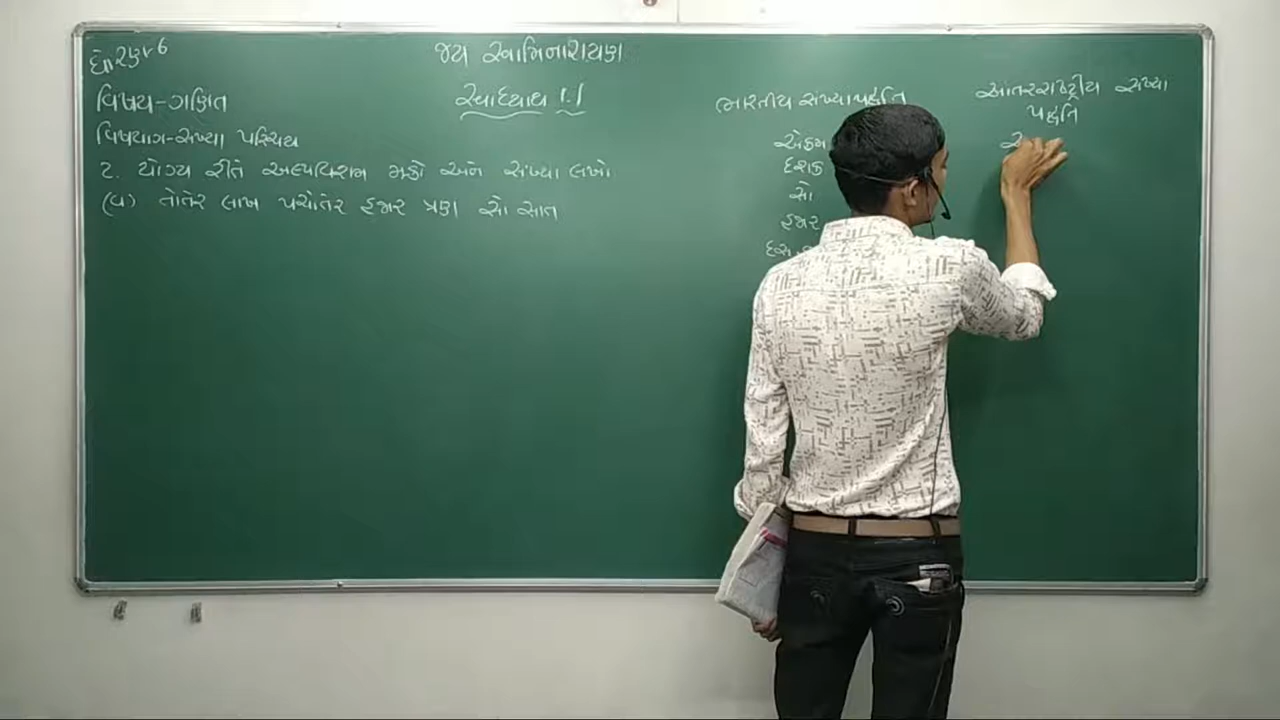 ધોરણ 6
જય સ્વામિનારાયણ
વિષય-ગણિત
સ્વાધ્યાય 1.1
વિષયાગ-સંખ્યા પરિચય
2. યોગ્ય રીતે અલ્પવિરામ મૂકો અને સંખ્યા લખો
તોતેર લાખ પચોતેર હજાર ત્રણ સો સાત
ભારતીય સંખ્યા પદ્ધતિ
એકમ
દશક
સો
હજાર
દસ
આંતરરાષ્ટ્રીય સંખ્યા
પદ્ધતિ